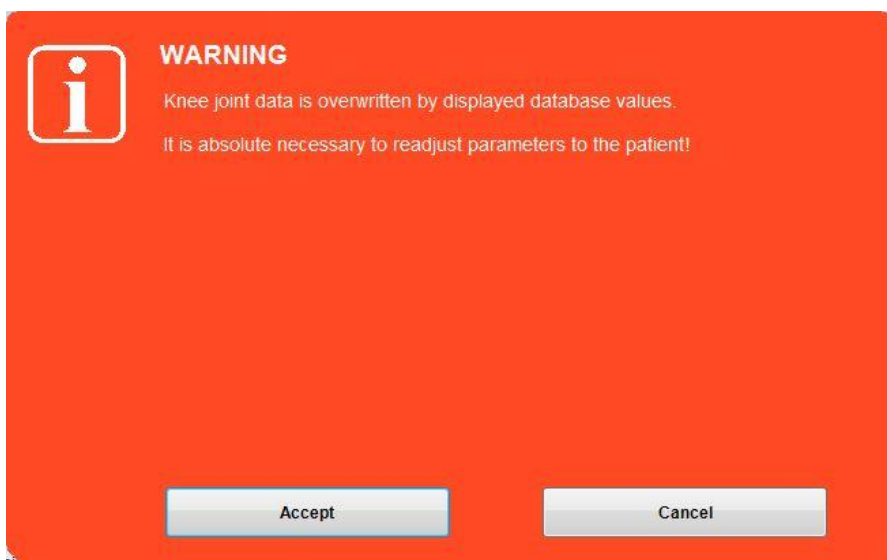 WARNING
Knee joint data is overwritten by displayed database values.
It is absolute necessary to readjust parameters to the patient!
Accept
Cancel